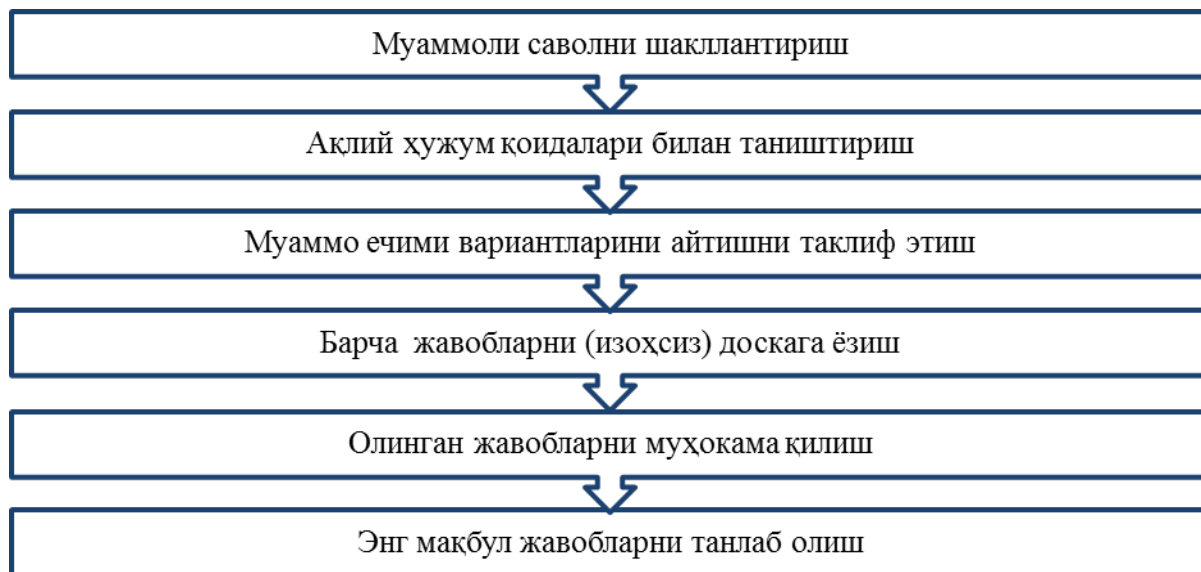 Муаммоли саволни шакллантириш
Ақлий ҳужум қоидалари билан таништириш
Муаммо ечими вариантларини айтишни таклиф этиш
Барча жавобларни (изоҳсиз) доскага ёзиш
Олинган жавобларни муҳокама қилиш
Энг мақбул жавобларни танлаб олиш